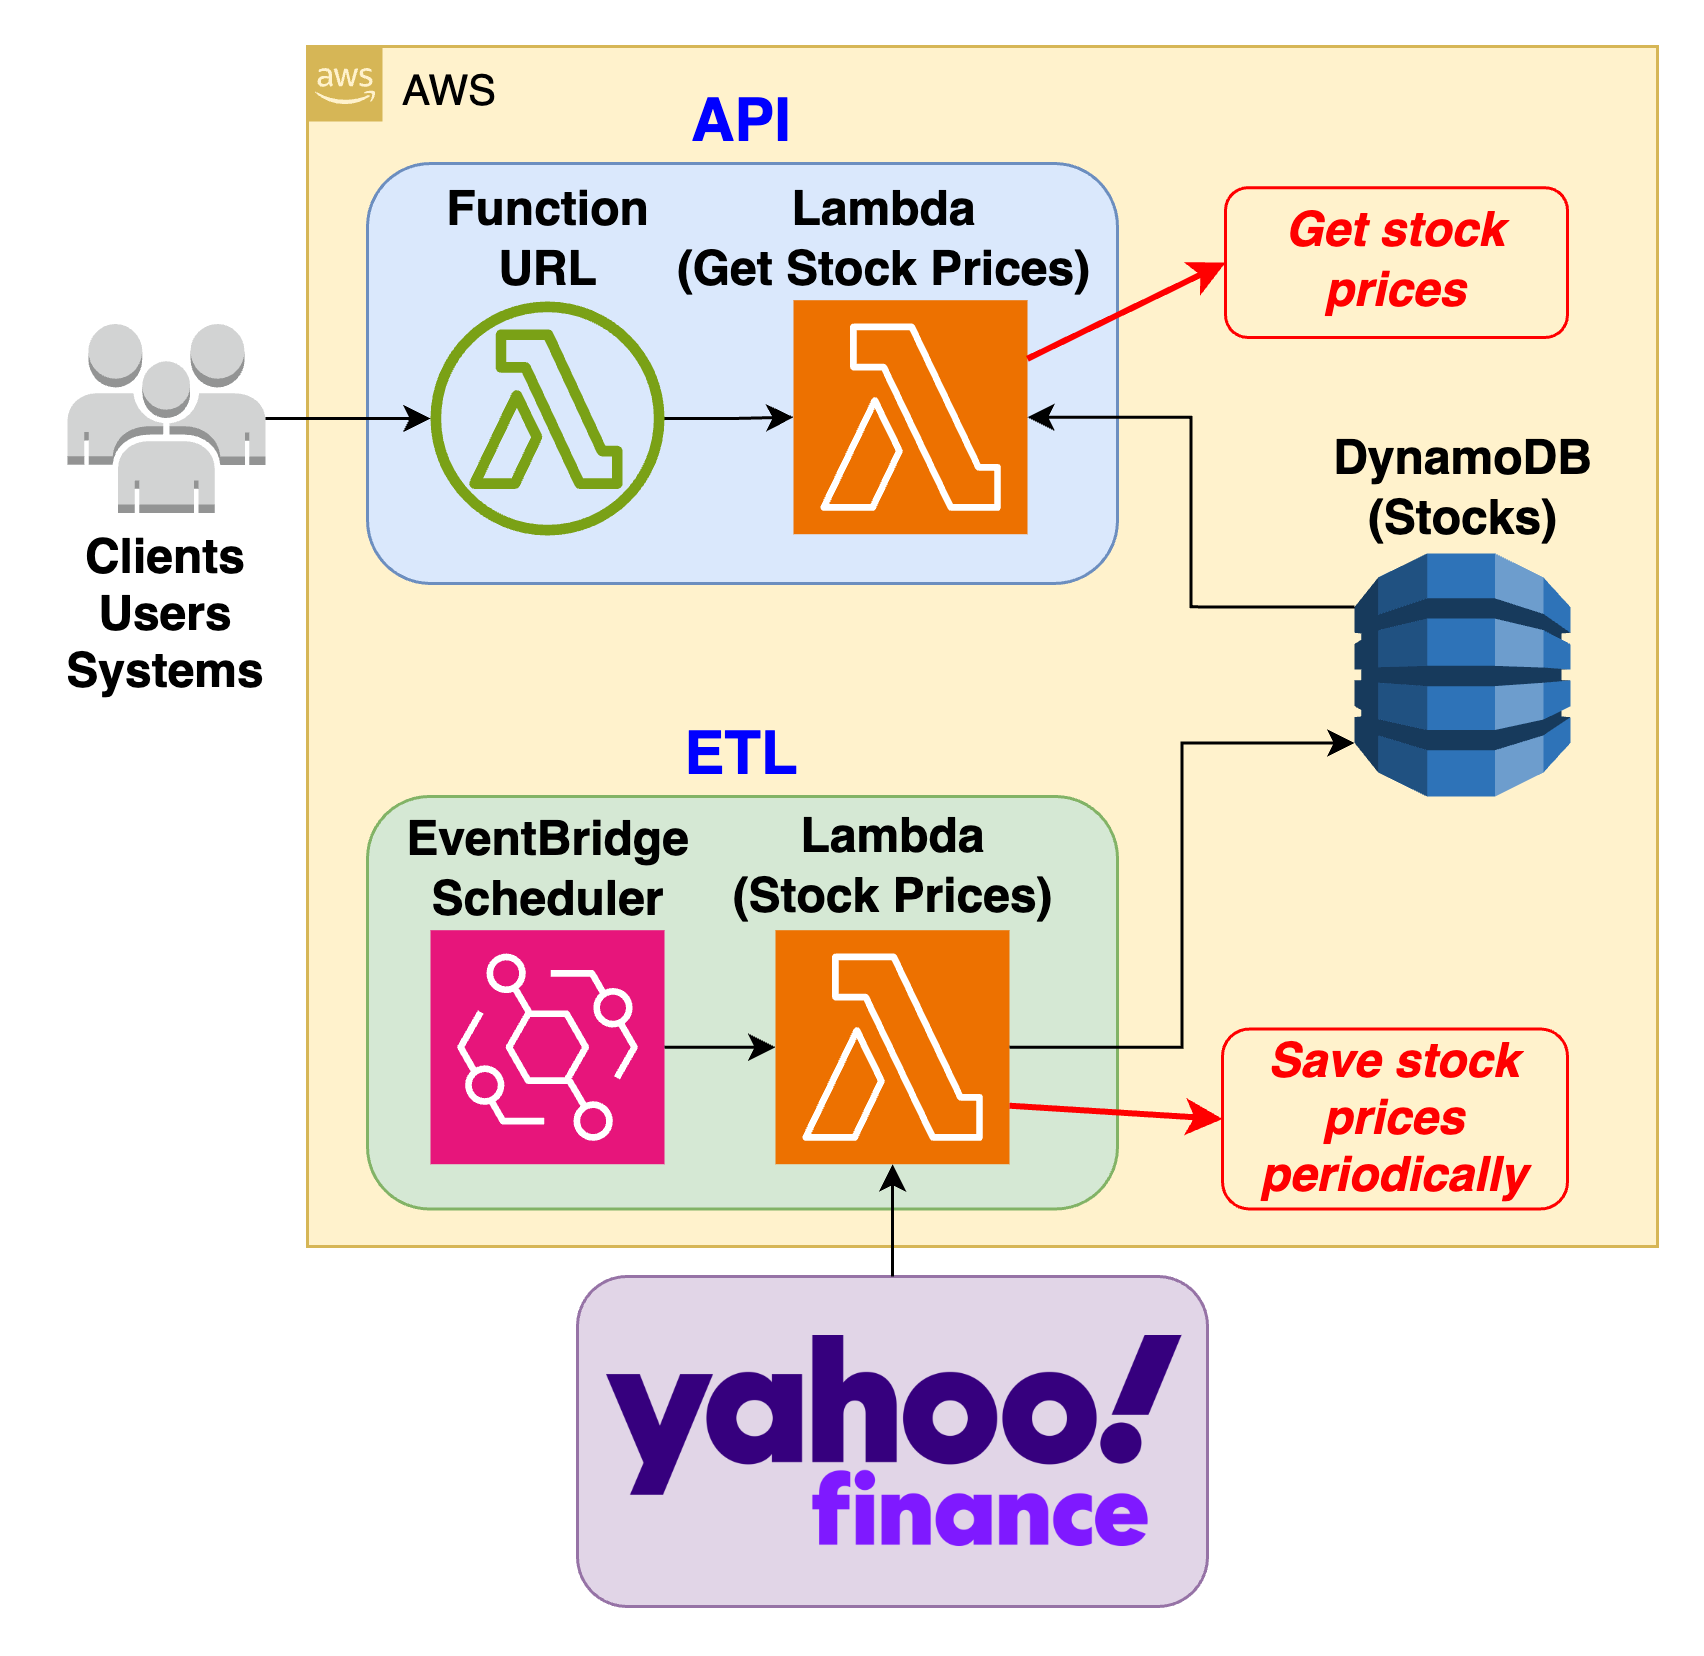 aws
AWS
API
Function
URL
Lambda
(Get Stock Prices)
Get stock
prices
Clients
Users
Systems
DynamoDB
(Stocks)
ETL
EventBridge
Scheduler
Lambda
(Stock Prices)
Save stock
prices
periodically
yahoo!
finance